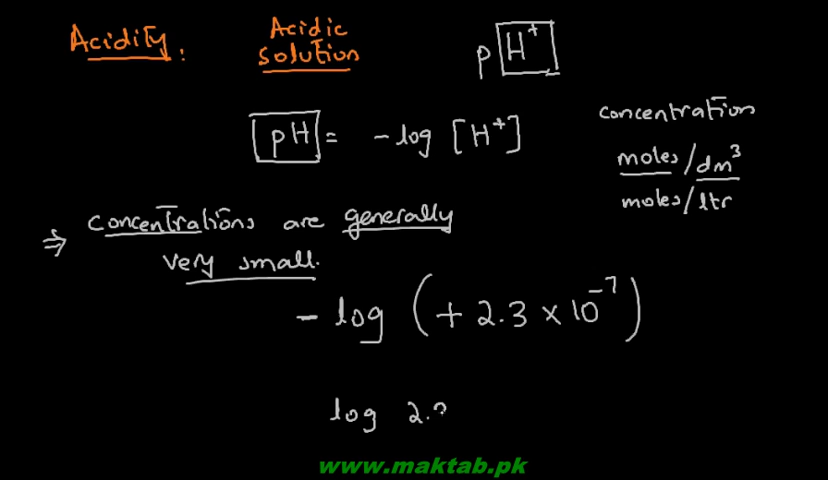 Acidity :
Acidic
solution
pH⁺
pH = - log [H⁺]
concentration
moles/dm³
moles/ltr
⇒ concentrations are generally
very small.
- log (+ 2.3 × 10⁻⁷)
log 2.
www.maktab.pk